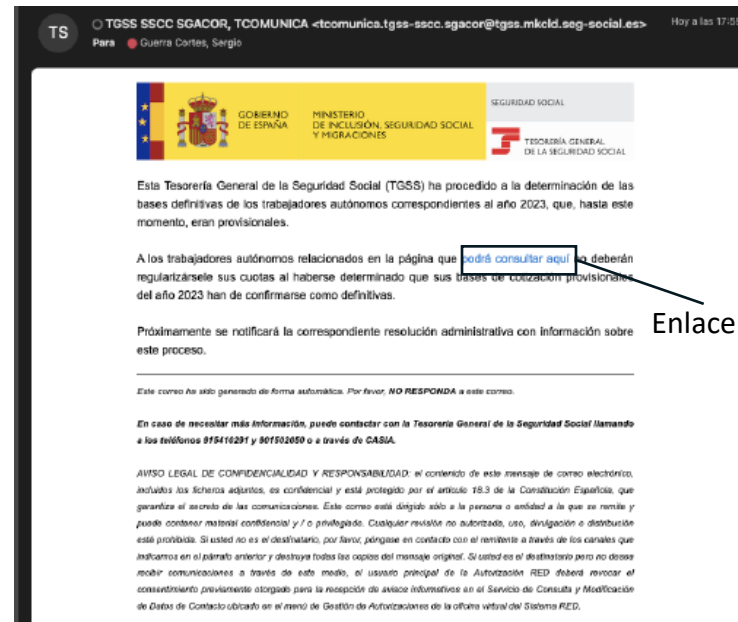 TS
TGSS SSCC SGACOR, TCOMUNICA <tcomunica.tgss-sscc.sgacor@tgss.mkcld.seg-social.es>
Hoy a las 17:55
Para Guerra Cortes, Sergio
GOBIERNO
DE ESPAÑA
MINISTERIO
DE INCLUSIÓN, SEGURIDAD SOCIAL
Y MIGRACIONES
SEGURIDAD SOCIAL
TESORERÍA GENERAL
DE LA SEGURIDAD SOCIAL
Esta Tesorería General de la Seguridad Social (TGSS) ha procedido a la determinación de las
bases definitivas de los trabajadores autónomos correspondientes al año 2023, que, hasta este
momento, eran provisionales.
A los trabajadores autónomos relacionados en la página que podrá consultar aquí no deberán
regularizársele sus cuotas al haberse determinado que sus bases de cotización provisionales
del año 2023 han de confirmarse como definitivas.
Enlace
Próximamente se notificará la correspondiente resolución administrativa con información sobre
este proceso.
Este correo ha sido generado de forma automática. Por favor, NO RESPONDA a este correo.
En caso de necesitar más información, puede contactar con la Tesorería General de la Seguridad Social llamando
a los teléfonos 915410291 y 901502050 o a través de CASIA.
AVISO LEGAL DE CONFIDENCIALIDAD Y RESPONSABILIDAD: el contenido de este mensaje de correo electrónico,
incluidos los ficheros adjuntos, es confidencial y está protegido por el artículo 18.3 de la Constitución Española, que
garantiza el secreto de las comunicaciones. Este correo está dirigido sólo a la persona o entidad a la que se remite y
puede contener material confidencial y / o privilegiado. Cualquier revisión no autorizada, uso, divulgación o distribución
está prohibida. Si usted no es el destinatario, por favor, póngase en contacto con el remitente a través de los canales que
indicamos en el párrafo anterior y destruya todas las copias del mensaje original. Si usted es el destinatario pero no desea
recibir comunicaciones a través de este medio, el usuario principal de la Autorización RED deberá revocar el
consentimiento previamente otorgado para la recepción de avisos informativos en el Servicio de Consulta y Modificación
de Datos de Contacto ubicado en el menú de Gestión de Autorizaciones de la oficina virtual del Sistema RED.